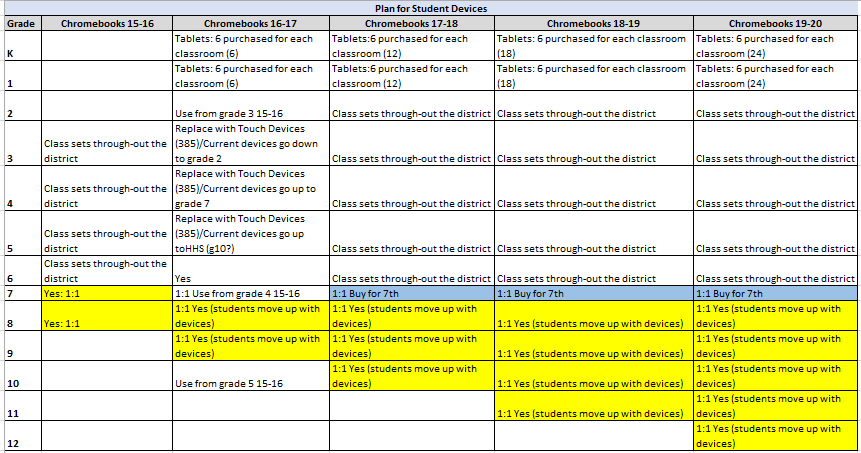 Plan for Student Devices
Grade Chromebooks 15-16 Chromebooks 16-17 Chromebooks 17-18 Chromebooks 18-19 Chromebooks 19-20
Tablets: 6 purchased for each Tablets: 6 purchased for each Tablets: 6 purchased for each classroom Tablets: 6 purchased for each
K classroom (6) classroom (12) (18) classroom (24)
Tablets: 6 purchased for each Tablets:6 purchased for each Tablets: 6 purchased for each classroom Tablets: 6 purchased for each
1 classroom (6) classroom (12) (18) classroom (24)
2 Use from grade 3 15-16 Class sets through-out the district Class sets through-out the district Class sets through-out the district
Replace with Touch Devices
Class sets through-out the (385)/Current devices go down
3 district to grade 2 Class sets through-out the district Class sets through-out the district Class sets through-out the district
Replace with Touch Devices
Class sets through-out the (385)/Current devices go up to
4 district grade 7 Class sets through-out the district Class sets through-out the district Class sets through-out the district
Replace with Touch Devices
Class sets through-out the (385)/Current devices go up
5 district toHHS (g10?) Class sets through-out the district Class sets through-out the district Class sets through-out the district
Class sets through-out the
6 district Yes Class sets through-out the district Class sets through-out the district Class sets through-out the district
7 Yes: 1:1 1:1 Use from grade 4 15-16 1:1 Buy for 7th 1:1 Buy for 7th 1:1 Buy for 7th
1:1 Yes (students move up with 1:1 Yes (students move up with 1:1 Yes (students move up with
8 Yes: 1:1 devices) devices) 1:1 Yes (students move up with devices) devices)
1:1 Yes (students move up with 1:1 Yes (students move up with 1:1 Yes (students move up with
9 devices) devices) 1:1 Yes (students move up with devices) devices)
1:1 Yes (students move up with 1:1 Yes (students move up with
10 Use from grade 5 15-16 devices) 1:1 Yes (students move up with devices) devices)
1:1 Yes (students move up with
11 1:1 Yes (students move up with devices) devices)
1:1 Yes (students move up with
12 devices)